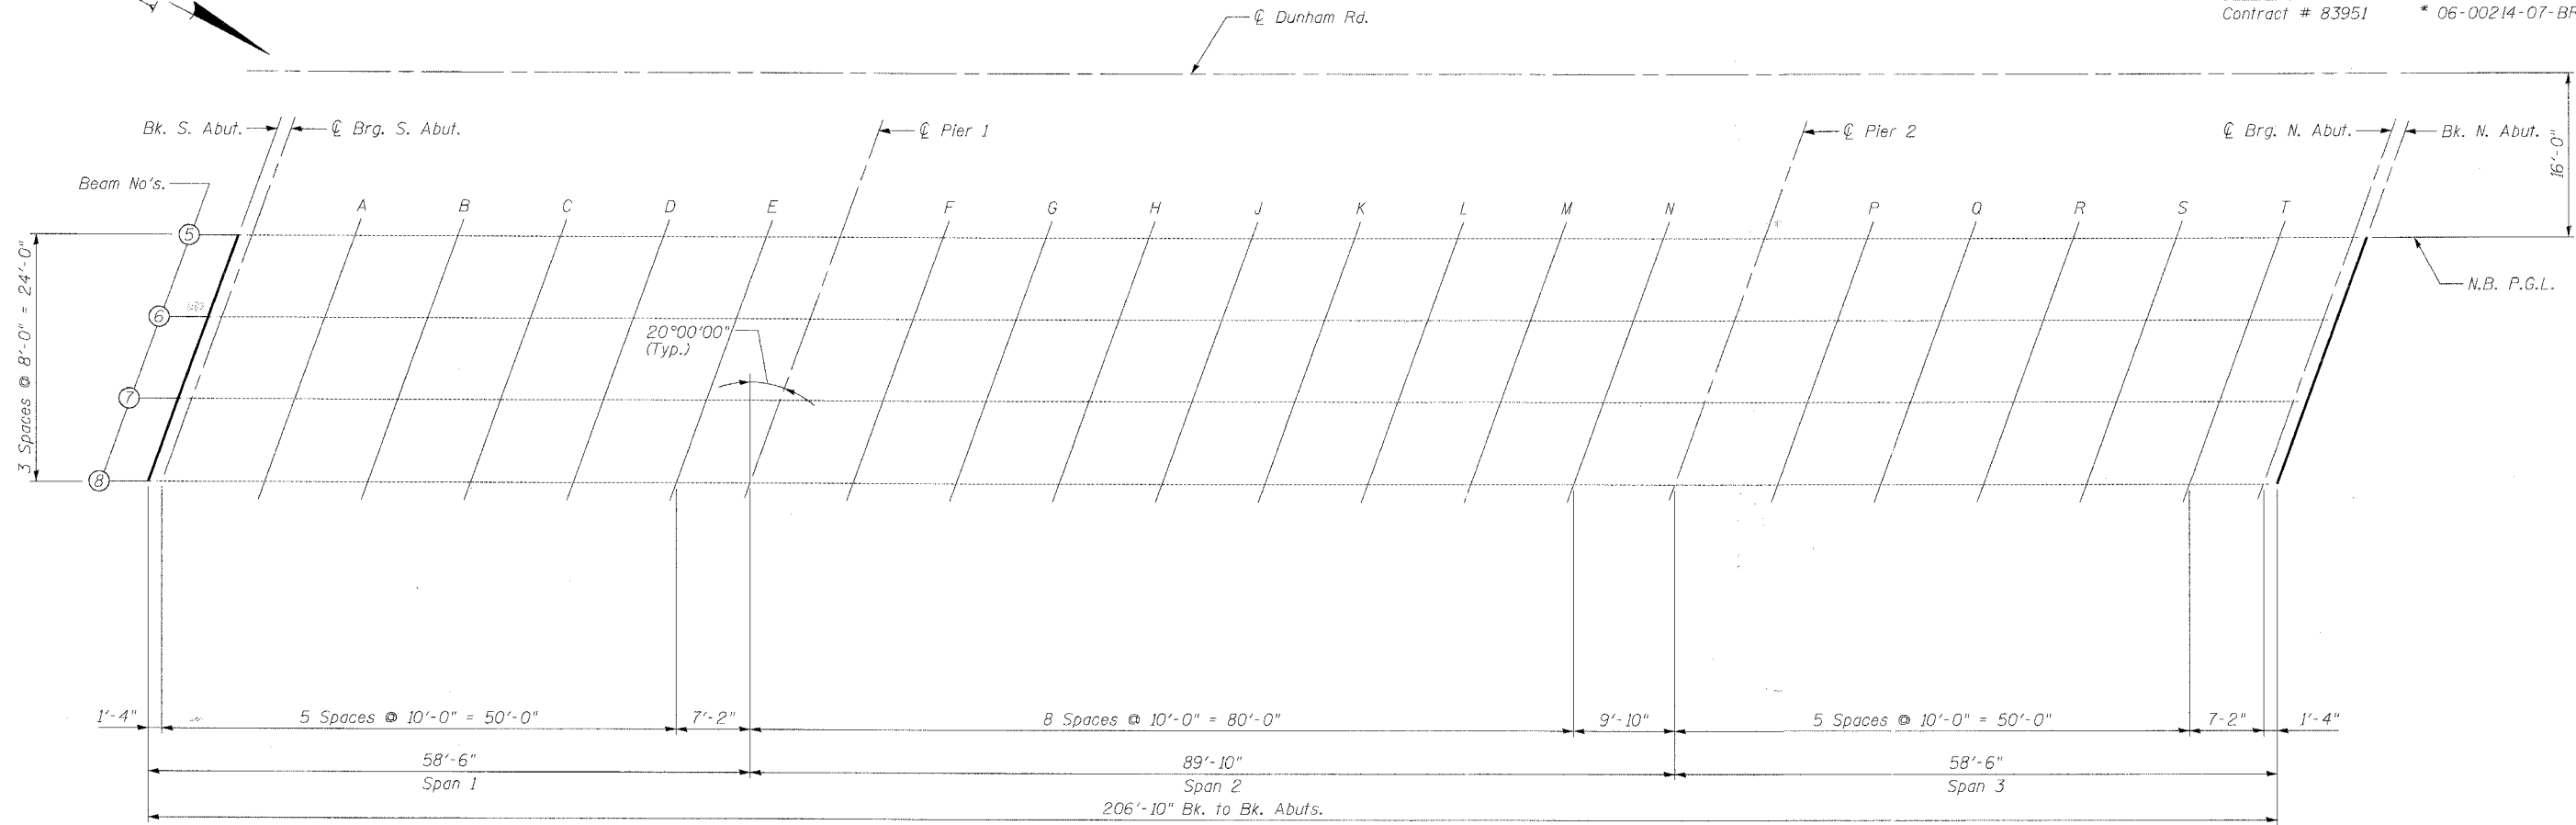 ℄ Dunham Rd.
Contract # 83951 * 06-00214-07-BR
Bk. S. Abut.
℄ Brg. S. Abut.
℄ Pier 1
℄ Pier 2
℄ Brg. N. Abut.
Bk. N. Abut.
16'-0"
Beam No's.
A B C D E F G H J K L M N P Q R S T
5
6
7
8
3 Spaces @ 8'-0" = 24'-0"
20°00'00"
(Typ.)
N.B. P.G.L.
1'-4" 5 Spaces @ 10'-0" = 50'-0" 7'-2" 8 Spaces @ 10'-0" = 80'-0" 9'-10" 5 Spaces @ 10'-0" = 50'-0" 7-2" 1'-4"
58'-6" 89'-10" 58'-6"
Span 1 Span 2 Span 3
206'-10" Bk. to Bk. Abuts.